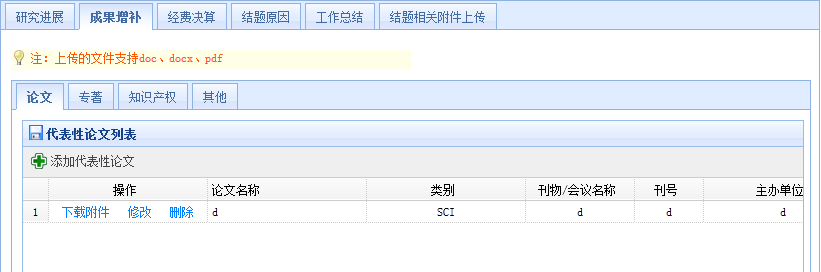 研究进展 成果增补 经费决算 结题原因 工作总结 结题相关附件上传
注：上传的文件支持doc、docx、pdf
论文 专著 知识产权 其他
代表性论文列表
添加代表性论文
操作 论文名称 类别 刊物/会议名称 刊号 主办单位
1 下载附件 修改 删除 d SCI d d d